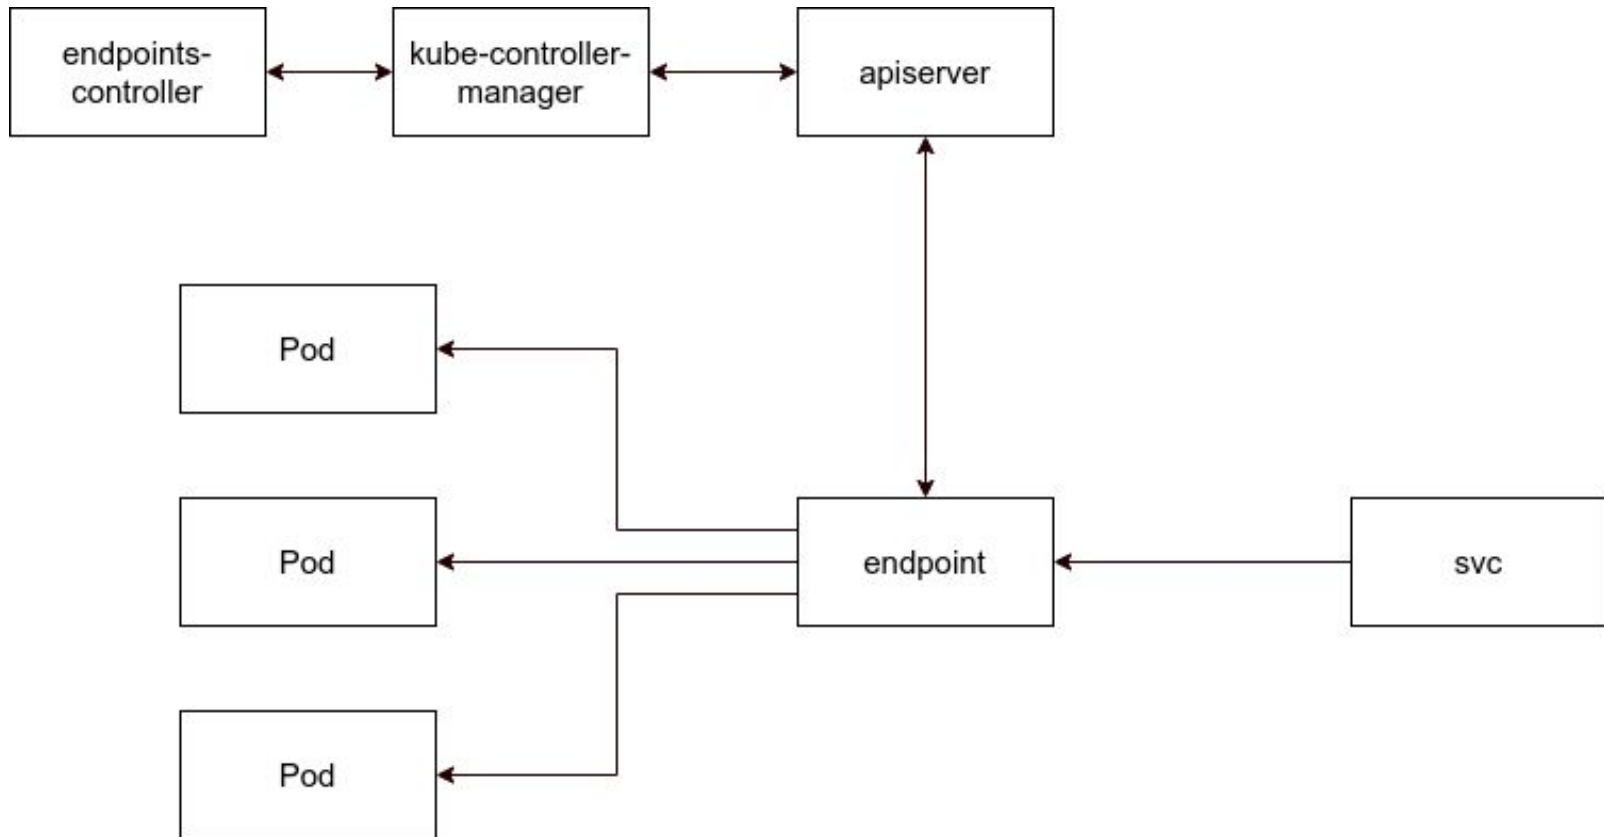 endpoints-
controller
kube-controller-
manager
apiserver
Pod
Pod
endpoint
svc
Pod